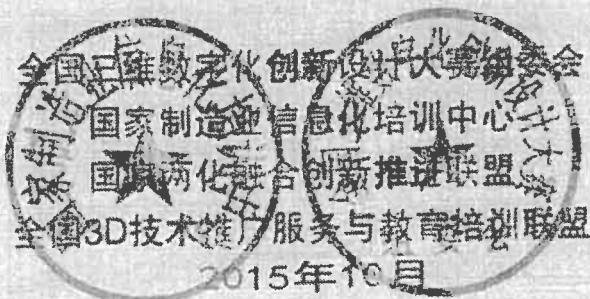 全国三维数字化创新设计大赛组委会
国家制造业信息化培训中心
国家两化融合创新推进联盟
全国3D技术推广服务与教育培训联盟
2015年10月